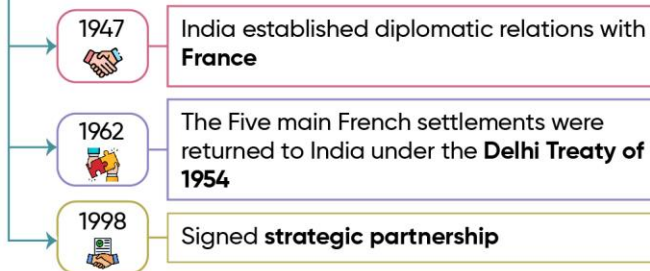 1947
India established diplomatic relations with
France
1962
The Five main French settlements were
returned to India under the Delhi Treaty of
1954
1998
Signed strategic partnership